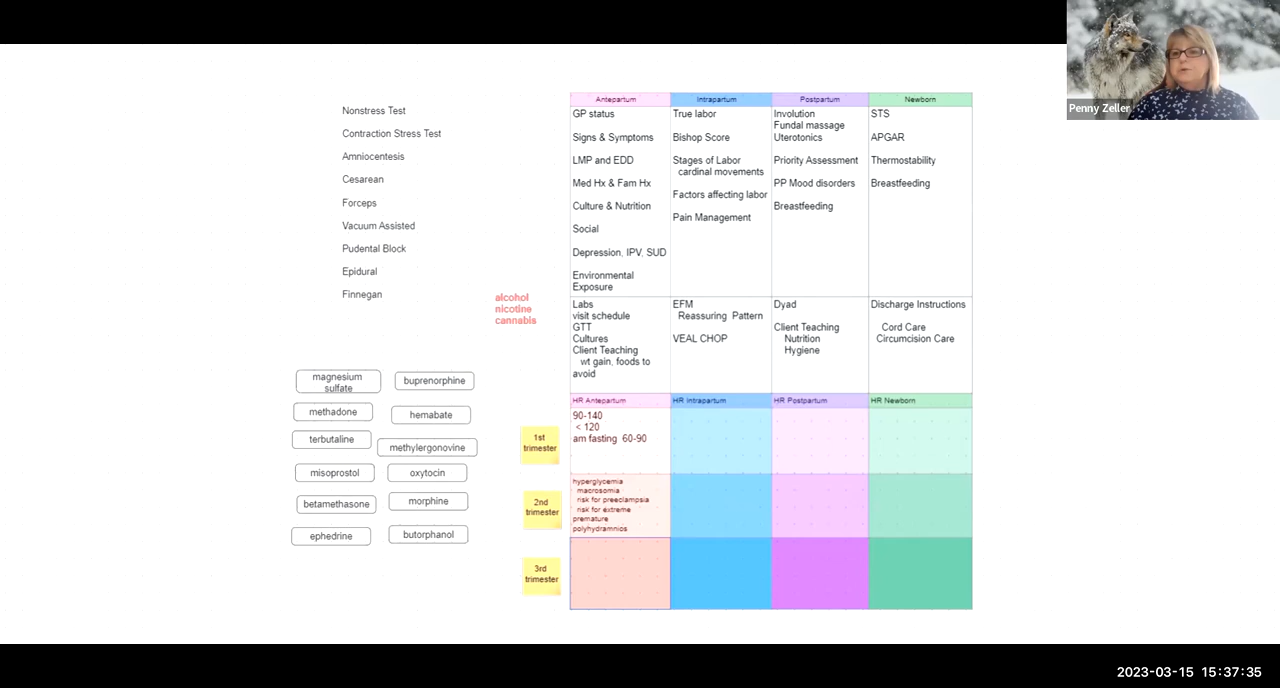 Penny Zeller
Nonstress Test
Contraction Stress Test
Amniocentesis
Cesarean
Forceps
Vacuum Assisted
Pudental Block
Epidural
Finnegan
alcohol
nicotine
cannabis
magnesium
sulfate
buprenorphine
methadone
hemabate
terbutaline
methylergonovine
misoprostol
oxytocin
betamethasone
morphine
ephedrine
butorphanol
Antepartum
GP status
Signs & Symptoms
LMP and EDD
Med Hx & Fam Hx
Culture & Nutrition
Social
Depression, IPV, SUD
Environmental
Exposure
Intrapartum
True labor
Bishop Score
Stages of Labor
cardinal movements
Factors affecting labor
Pain Management
Postpartum
Involution
Fundal massage
Uterotonics
Priority Assessment
PP Mood disorders
Breastfeeding
Newborn
STS
APGAR
Thermostability
Breastfeeding
Labs
visit schedule
GTT
Cultures
Client Teaching
wt gain, foods to
avoid
EFM
Reassuring Pattern
VEAL CHOP
Dyad
Client Teaching
Nutrition
Hygiene
Discharge Instructions
Cord Care
Circumcision Care
HR Antepartum
HR Intrapartum
HR Postpartum
HR Newborn
1st
trimester
90-140
< 120
am fasting 60-90
2nd
trimester
hyperglycemia
macrosomia
risk for preeclampsia
risk for extreme
premature
polyhydramnios
3rd
trimester
2023-03-15 15:37:35